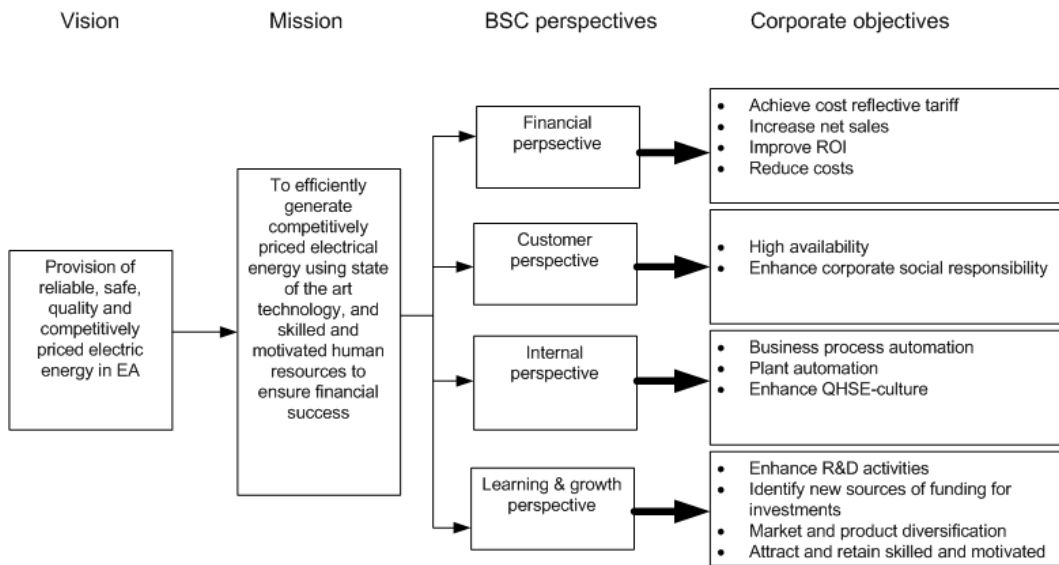 Vision
Mission
BSC perspectives
Corporate objectives
Provision of
reliable, safe,
quality and
competitively
priced electric
energy in EA
To efficiently
generate
competitively
priced electrical
energy using state
of the art
technology, and
skilled and
motivated human
resources to
ensure financial
success
Financial
perpsective
• Achieve cost reflective tariff
• Increase net sales
• Improve ROI
• Reduce costs
Customer
perspective
• High availability
• Enhance corporate social responsibility
Internal
perspective
• Business process automation
• Plant automation
• Enhance QHSE-culture
Learning & growth
perspective
• Enhance R&D activities
• Identify new sources of funding for
investments
• Market and product diversification
• Attract and retain skilled and motivated